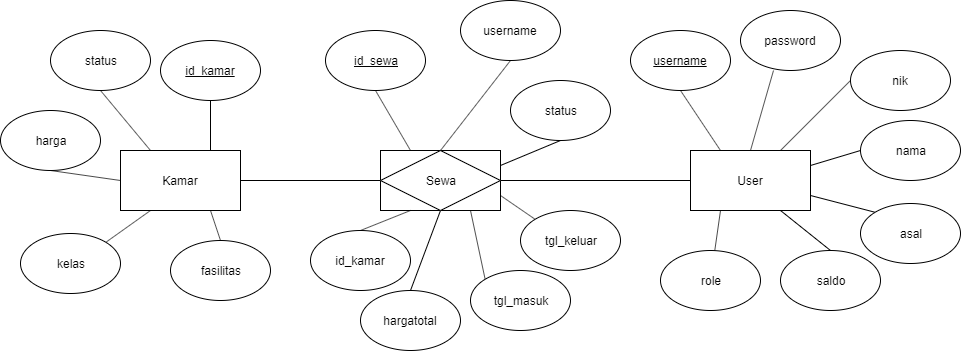 username
password
status
id_sewa
username
id_kamar
nik
status
harga
nama
Kamar
Sewa
User
asal
tgl_keluar
kelas
id_kamar
fasilitas
role
saldo
tgl_masuk
hargatotal